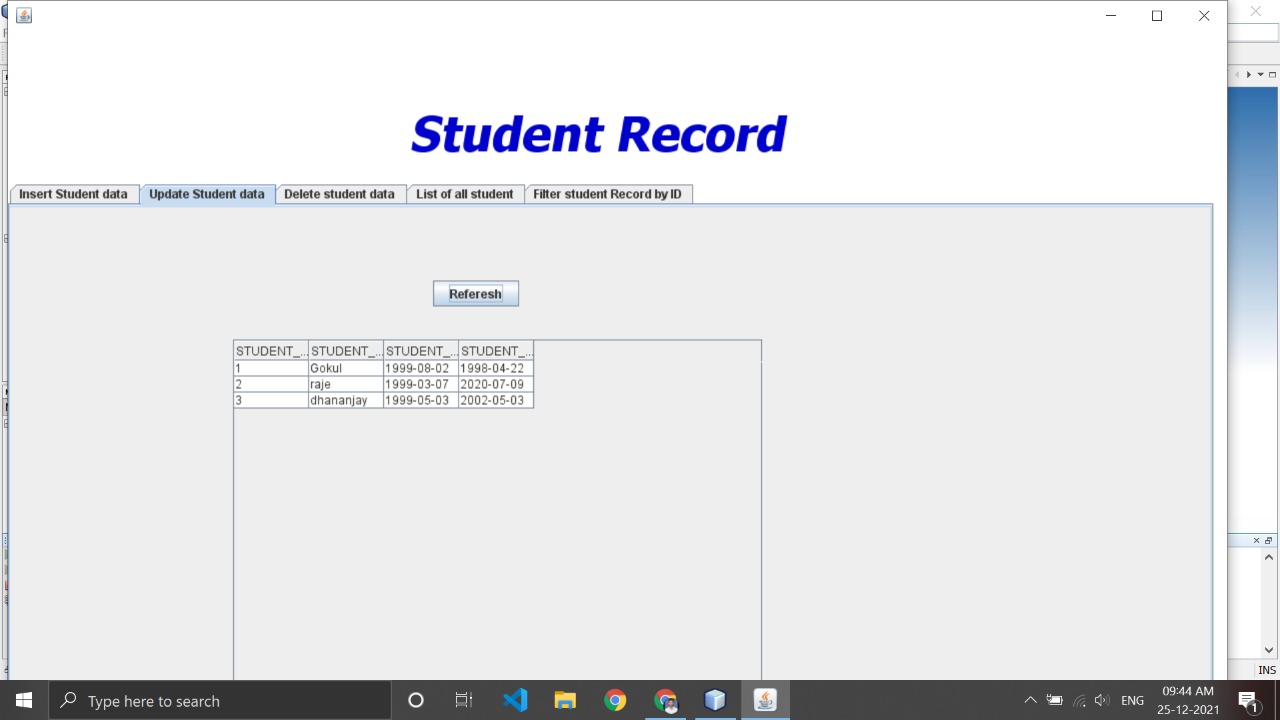 Student Record
Insert Student data Update Student data Delete student data List of all student Filter student Record by ID
Referesh
STUDENT_... STUDENT_... STUDENT_... STUDENT_...
1 Gokul 1999-08-02 1998-04-22
2 raje 1999-03-07 2020-07-09
3 dhananjay 1999-05-03 2002-05-03
INS
Type here to search
ENG
09:44 AM
25-12-2021
1